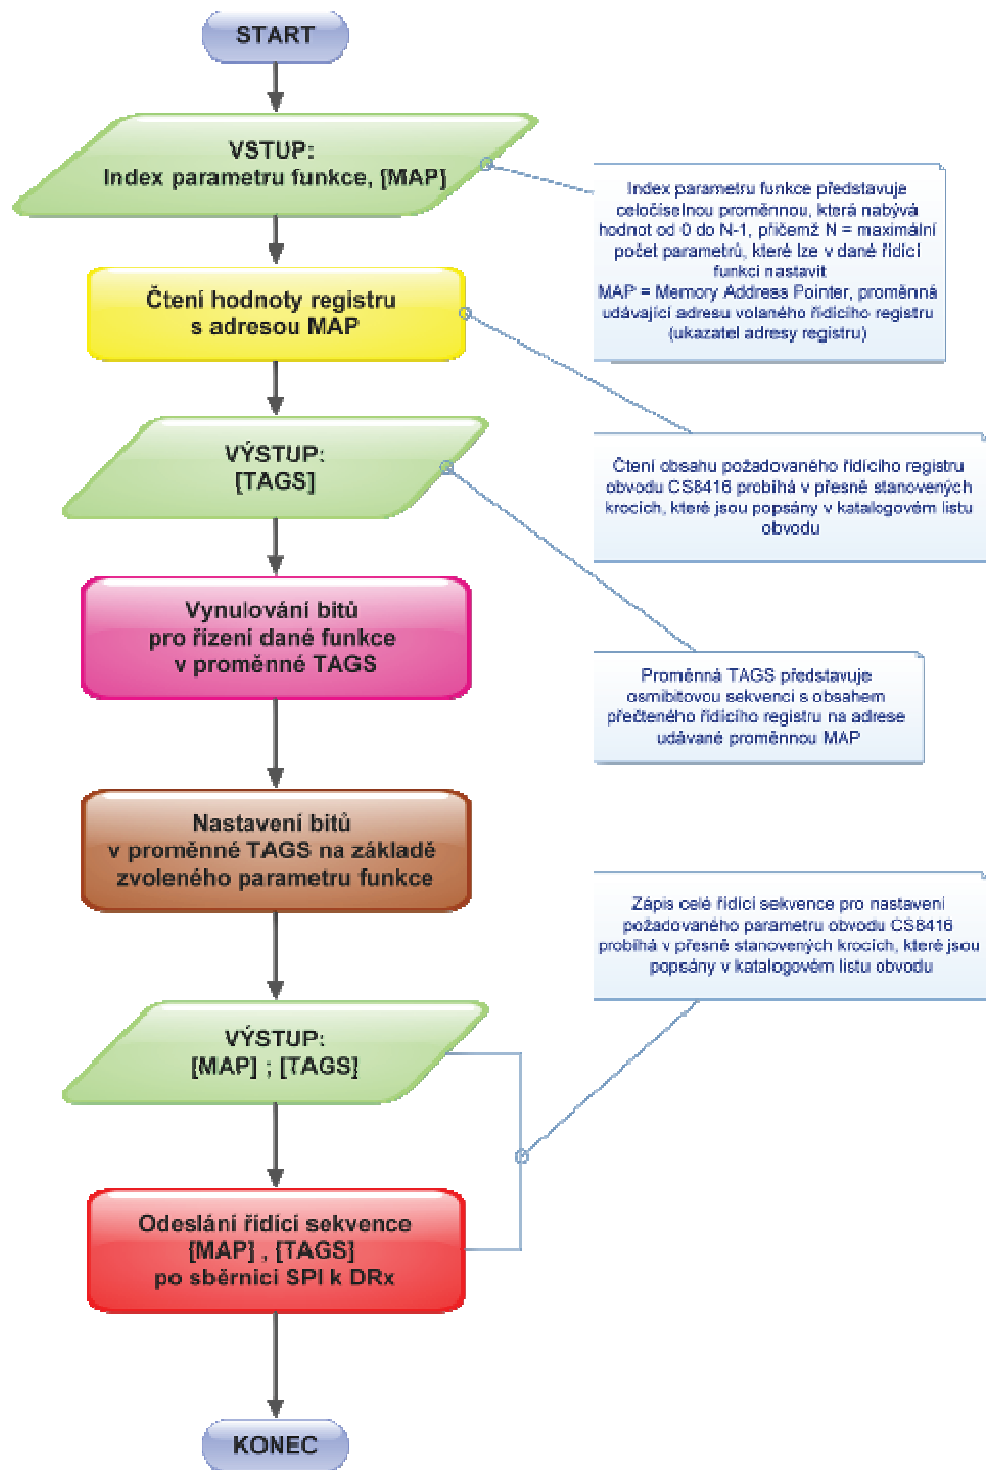 START
VSTUP:
Index parametru funkce, [MAP]
Index parametru funkce představuje
celočíselnou proměnnou, která nabývá
hodnot od 0 do N-1, přičemž N = maximální
počet parametrů, které lze v dané řídící
funkci nastavit
MAP = Memory Address Pointer, proměnná
udávající adresu volaného řídícího registru
(ukazatel adresy registru)
Čtení hodnoty registru
s adresou MAP
VÝSTUP:
[TAGS]
Čtení obsahu požadovaného řídícího registru
obvodu CS8416 probíhá v přesně stanovených
krocích, které jsou popsány v katalogovém listu
obvodu
Vynulování bitů
pro řízení dané funkce
v proměnné TAGS
Proměnná TAGS představuje
osmibitovou sekvenci s obsahem
přečteného řídícího registru na adrese
udávané proměnnou MAP
Nastavení bitů
v proměnné TAGS na základě
zvoleného parametru funkce
Zápis celé řídící sekvence pro nastavení
požadovaného parametru obvodu CS8416
probíhá v přesně stanovených krocích, které jsou
popsány v katalogovém listu obvodu
VÝSTUP:
[MAP] ; [TAGS]
Odeslání řídící sekvence
[MAP] , [TAGS]
po sběrnici SPI k DRx
KONEC